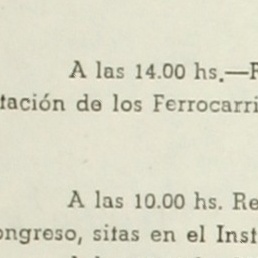 A las 14.00 hs.—
tación de los Ferrocarri
A las 10.00 hs. Re
ongreso, sitas en el Inst